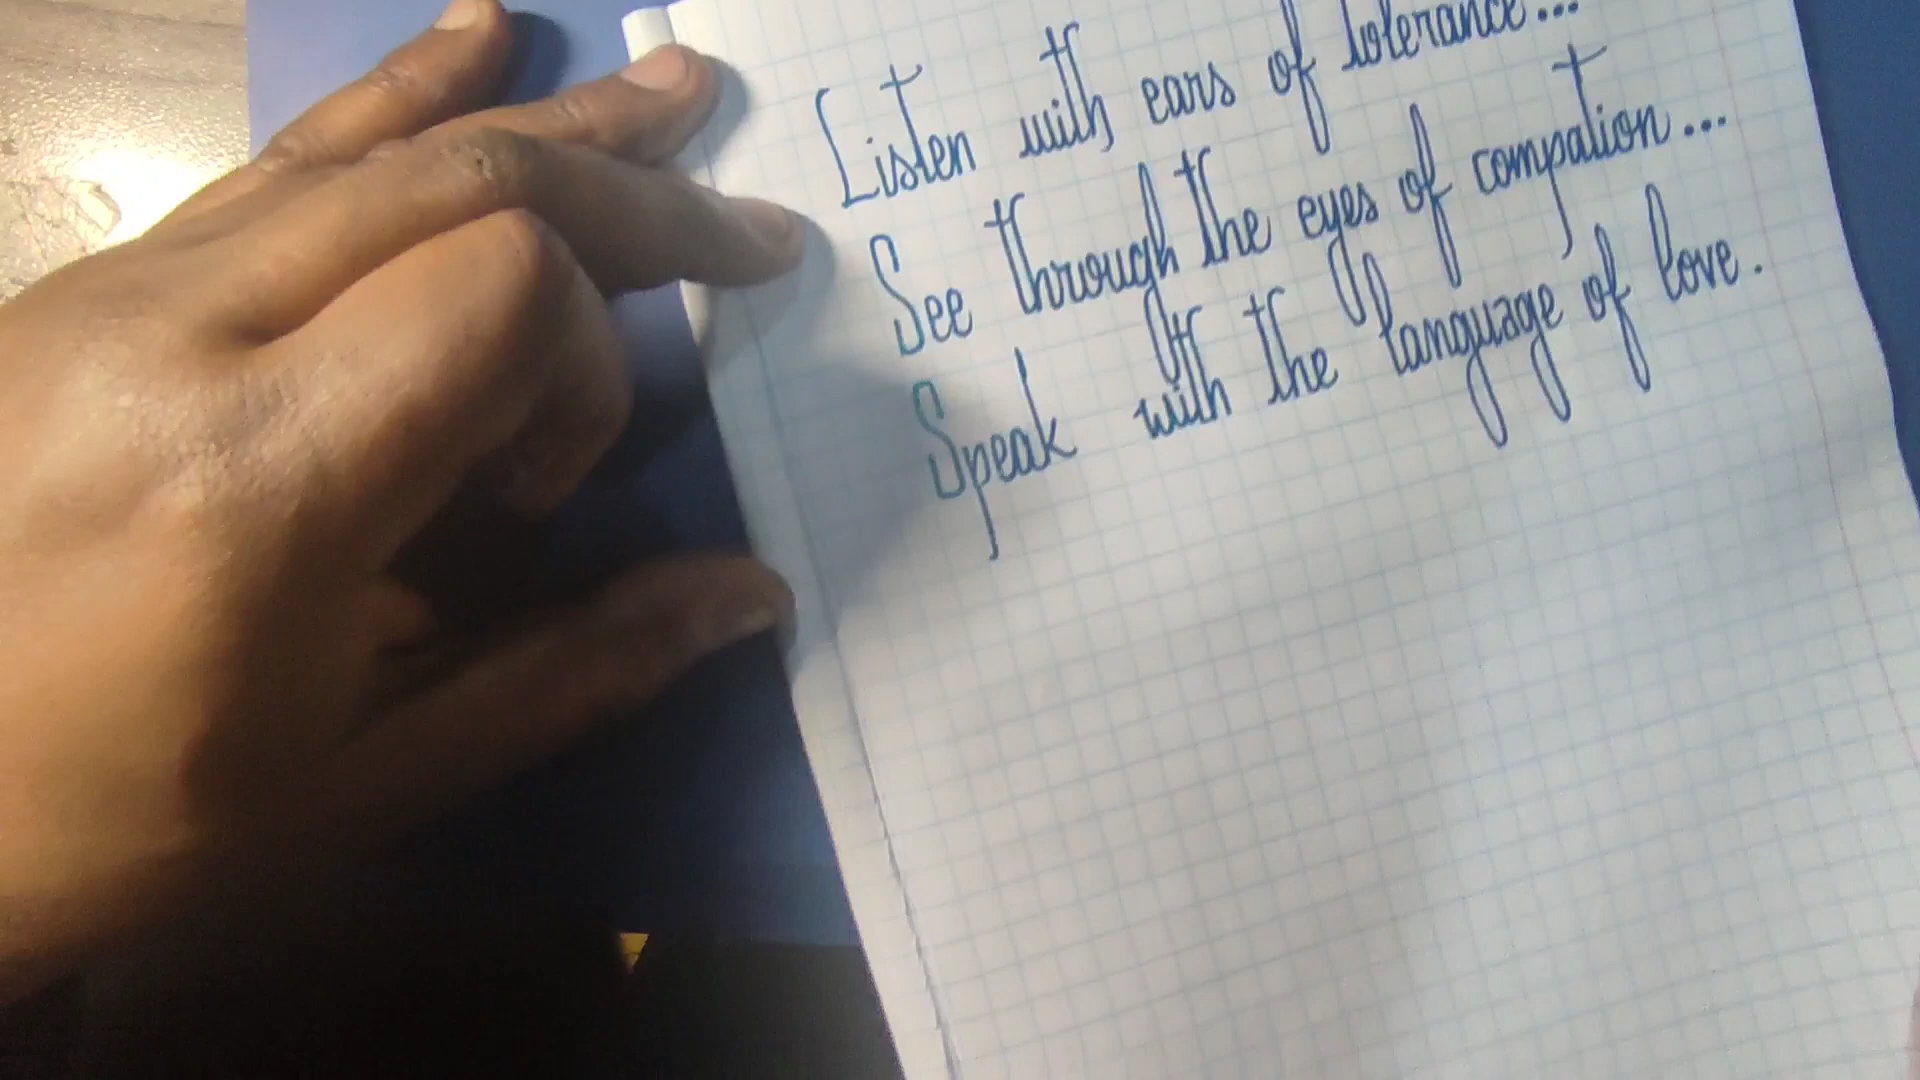 Listen with ears of tolerance...
See through the eyes of compation...
Speak with the language of love.